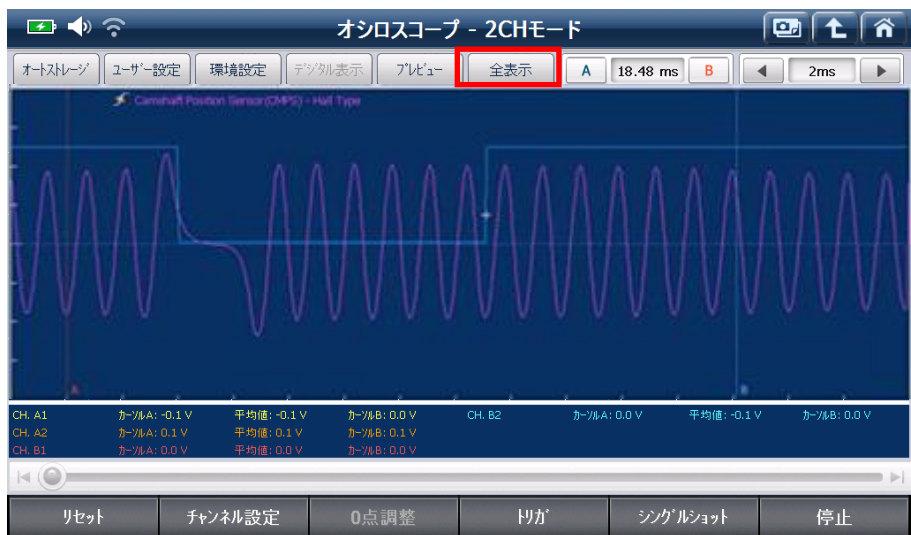 オシロスコープ - 2CHモード
オートストレージ ユーザー設定 環境設定 デジタル表示 プレビュー 全表示 A 18.48 ms B 2ms
Camshaft Position Sensor(CMPS) - Hall Type
A B
CH. A1 カーソルA: -0.1 V 平均値: -0.1 V カーソルB: 0.0 V CH. B2 カーソルA: 0.0 V 平均値: -0.1 V カーソルB: 0.0 V
CH. A2 カーソルA: 0.1 V 平均値: 0.1 V カーソルB: 0.1 V
CH. B1 カーソルA: 0.0 V 平均値: 0.0 V カーソルB: 0.0 V
リセット チャンネル設定 0点調整 トリガ シングルショット 停止